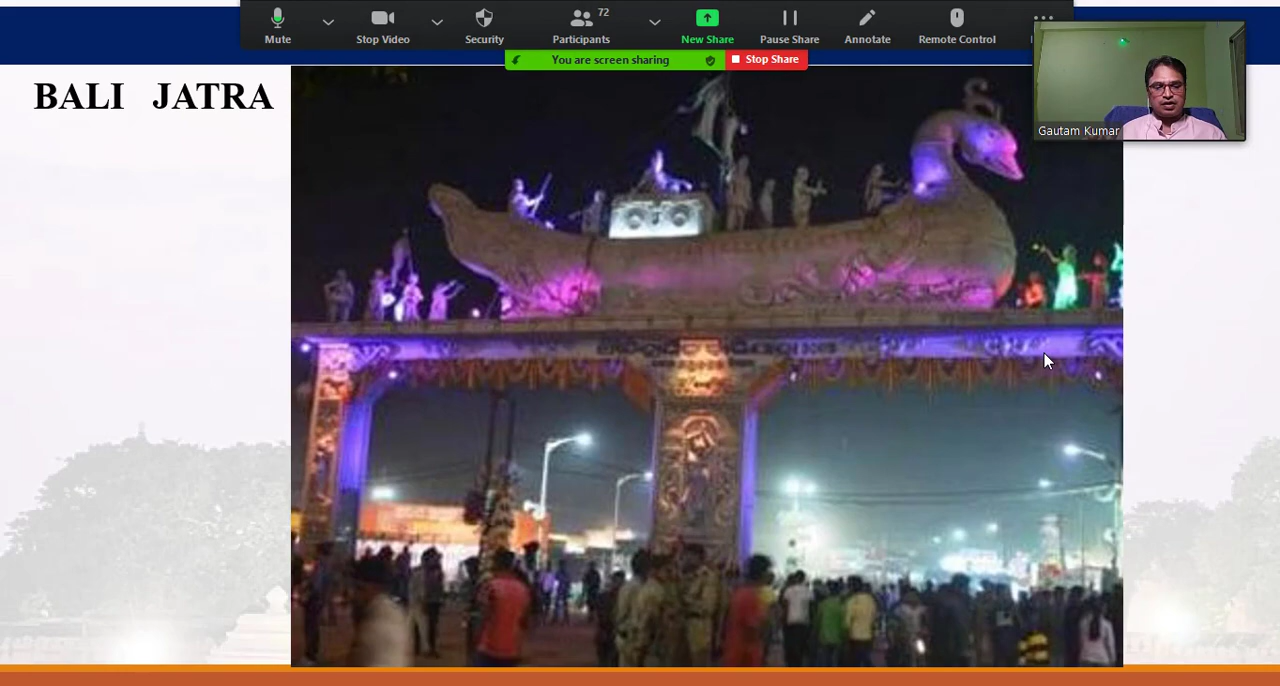 72
Mute
Stop Video
Security
Participants
New Share
Pause Share
Annotate
Remote Control
You are screen sharing
Stop Share
BALI JATRA
Gautam Kumar